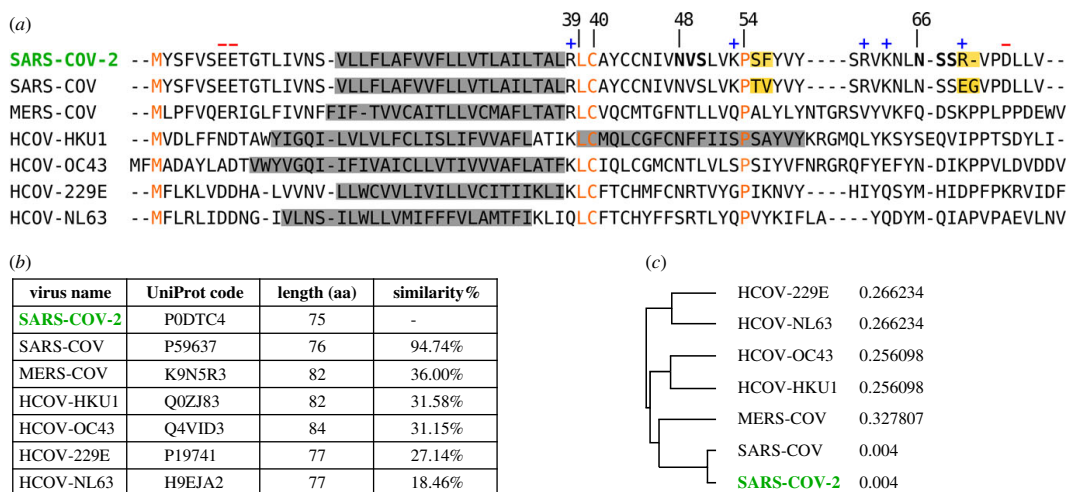 (a)
39 40 48 54 66
−− + + + + + −
SARS-COV-2 --MYSFVSEETGTLIVNS-VLLFLAFVVFLLVTLAILTALRLCAYCCNIVNVSLVKPSFYVY----SRVKNLN-SSR-VPDLLV--
SARS-COV --MYSFVSEETGTLIVNS-VLLFLAFVVFLLVTLAILTALRLCAYCCNIVNVSLVKPTVYVY----SRVKNLN-SSEGVPDLLV--
MERS-COV --MLPFVQERIGLFIVNFFIF-TVVCAITLLVCMAFLTATRLCVQCMTGFNTLLVQPALYLYNTGRSVYVKFQ-DSKPPLPPDEWV
HCOV-HKU1 --MVDLFFNDTAWYIGQI-LVLVLFCLISLIFVVAFLATIKLCMQLCGFCNFFIISPSAYVYKRGMQLYKSYSEQVIPPTSDYLI-
HCOV-OC43 MFMADAYLADTVWYVGQI-IFIVAICLLVTIVVVAFLATFKLCIQLCGMCNTLVLSPSIYVFNRGRQFYEFYN-DIKPPVLDVDDV
HCOV-229E --MFLKLVDDHA-LVVNV-LLWCVVLIVILLVCITIIKLIKLCFTCHMFCNRTVYGPIKNVY----HIYQSYM-HIDPFPKRVIDF
HCOV-NL63 --MFLRLIDDNG-IVLNS-ILWLLVMIFFFVLAMTFIKLIQLCFTCHYFFSRTLYQPVYKIFLA----YQDYM-QIAPVPAEVLNV
(b)
virus name UniProt code length (aa) similarity%
SARS-COV-2 P0DTC4 75 -
SARS-COV P59637 76 94.74%
MERS-COV K9N5R3 82 36.00%
HCOV-HKU1 Q0ZJ83 82 31.58%
HCOV-OC43 Q4VID3 84 31.15%
HCOV-229E P19741 77 27.14%
HCOV-NL63 H9EJA2 77 18.46%
(c)
HCOV-229E 0.266234
HCOV-NL63 0.266234
HCOV-OC43 0.256098
HCOV-HKU1 0.256098
MERS-COV 0.327807
SARS-COV 0.004
SARS-COV-2 0.004